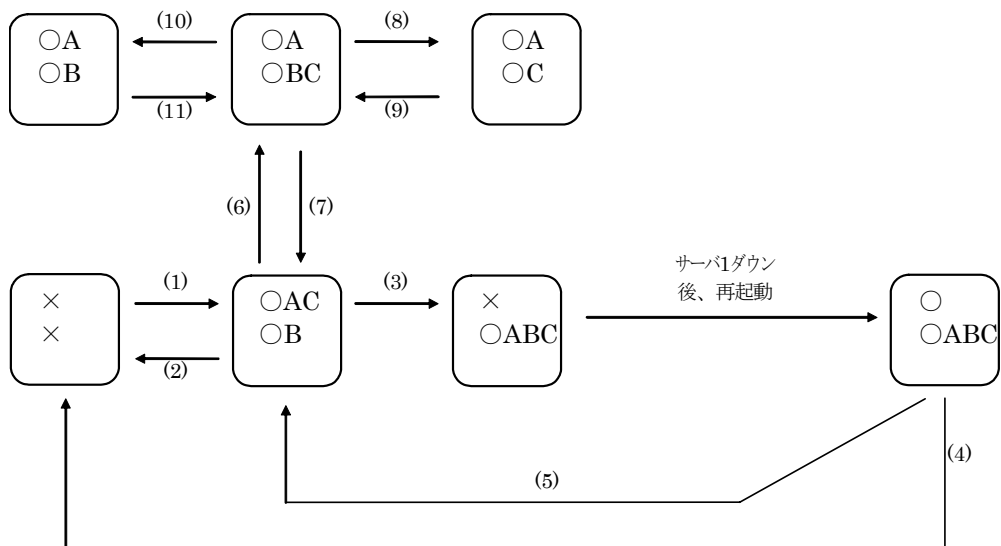 (10)
(8)
○A
○B
○A
○BC
○A
○C
(11)
(9)
(6)
(7)
(1)
(3)
サーバ1ダウン
後、再起動
×
×
○AC
○B
×
○ABC
○
○ABC
(2)
(4)
(5)